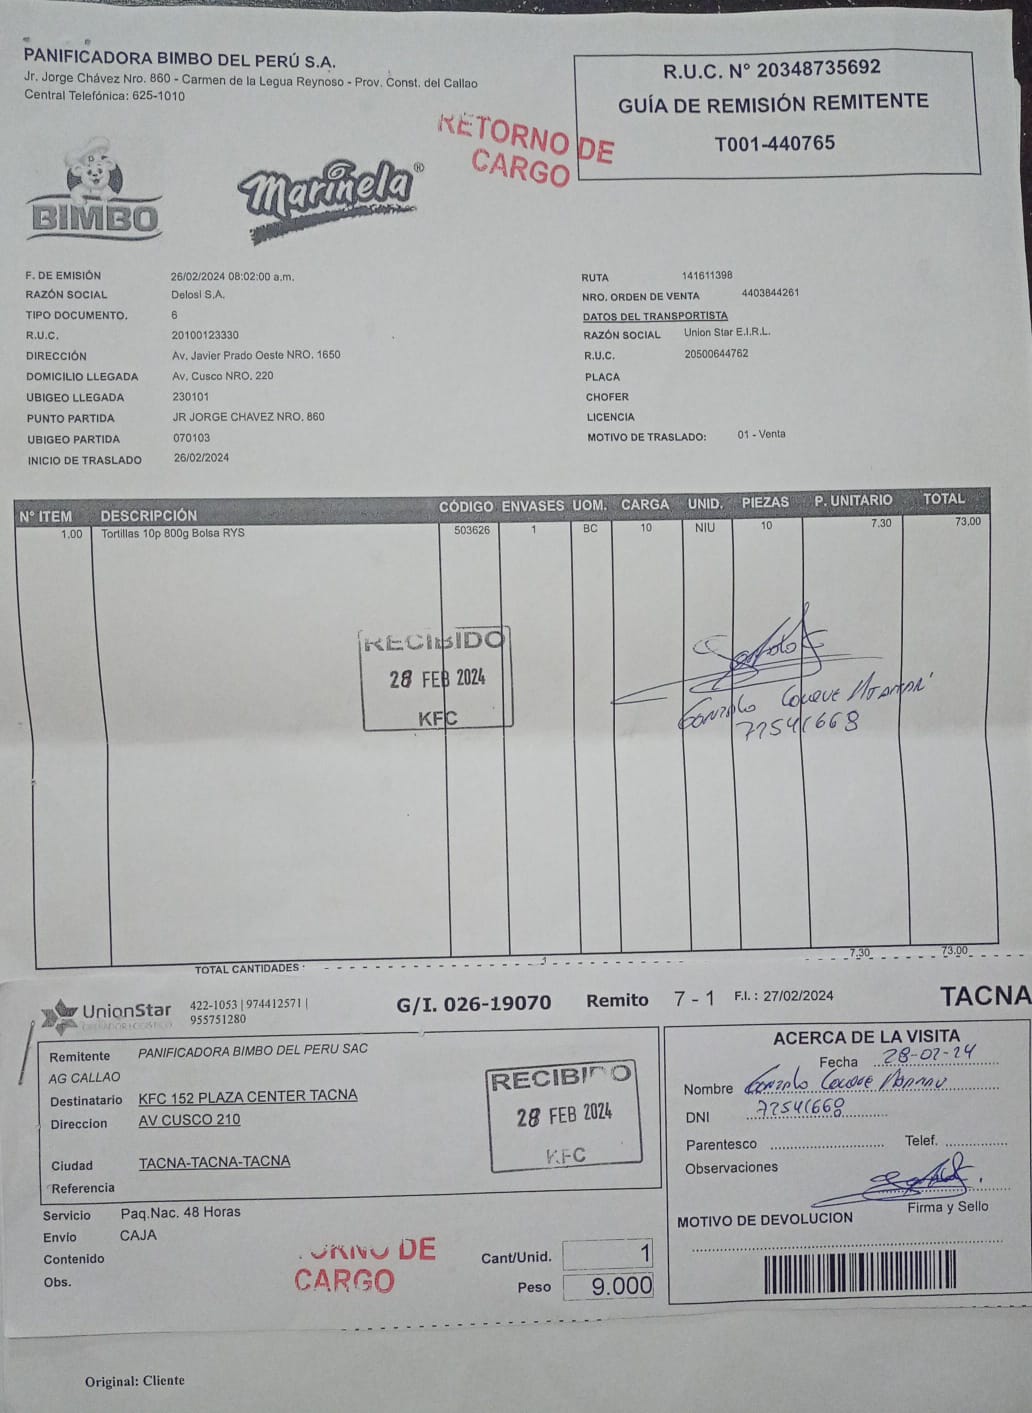 PANIFICADORA BIMBO DEL PERÚ S.A.
Jr. Jorge Chávez Nro. 860 - Carmen de la Legua Reynoso - Prov. Const. del Callao
Central Telefónica: 625-1010
R.U.C. N° 20348735692
GUÍA DE REMISIÓN REMITENTE
T001-440765
RETORNO DE
CARGO
BIMBO
Marinela®
F. DE EMISIÓN 26/02/2024 08:02:00 a.m.
RAZÓN SOCIAL Delosi S.A.
TIPO DOCUMENTO. 6
R.U.C. 20100123330
DIRECCIÓN Av. Javier Prado Oeste NRO. 1650
DOMICILIO LLEGADA Av. Cusco NRO. 220
UBIGEO LLEGADA 230101
PUNTO PARTIDA JR JORGE CHAVEZ NRO. 860
UBIGEO PARTIDA 070103
INICIO DE TRASLADO 26/02/2024
RUTA 141611398
NRO. ORDEN DE VENTA 4403844261
DATOS DEL TRANSPORTISTA
RAZÓN SOCIAL Union Star E.I.R.L.
R.U.C. 20500644762
PLACA
CHOFER
LICENCIA
MOTIVO DE TRASLADO: 01 - Venta
N° ITEM DESCRIPCIÓN CÓDIGO ENVASES UOM. CARGA UNID. PIEZAS P. UNITARIO TOTAL
1.00 Tortillas 10p 800g Bolsa RYS 503626 1 BC 10 NIU 10 7.30 73.00
RECIBIDO
28 FEB 2024
KFC
Gonzalo Coloue
72541668
TOTAL CANTIDADES : 1 7.30 73.00
UnionStar
OPERADOR LOGISTICO
422-1053 | 974412571 |
955751280
G/I. 026-19070 Remito 7 - 1 F.I. : 27/02/2024 TACNA
Remitente PANIFICADORA BIMBO DEL PERU SAC
AG CALLAO
Destinatario KFC 152 PLAZA CENTER TACNA
Direccion AV CUSCO 210
Ciudad TACNA-TACNA-TACNA
Referencia
RECIBIDO
28 FEB 2024
KFC
Servicio Paq.Nac. 48 Horas
Envio CAJA
Contenido
Obs.
ORNO DE
CARGO
Cant/Unid. 1
Peso 9.000
ACERCA DE LA VISITA
Fecha 28-02-24
Nombre Gonzalo Coloue
DNI 72541668
Parentesco Telef.
Observaciones
Firma y Sello
MOTIVO DE DEVOLUCION
Original: Cliente